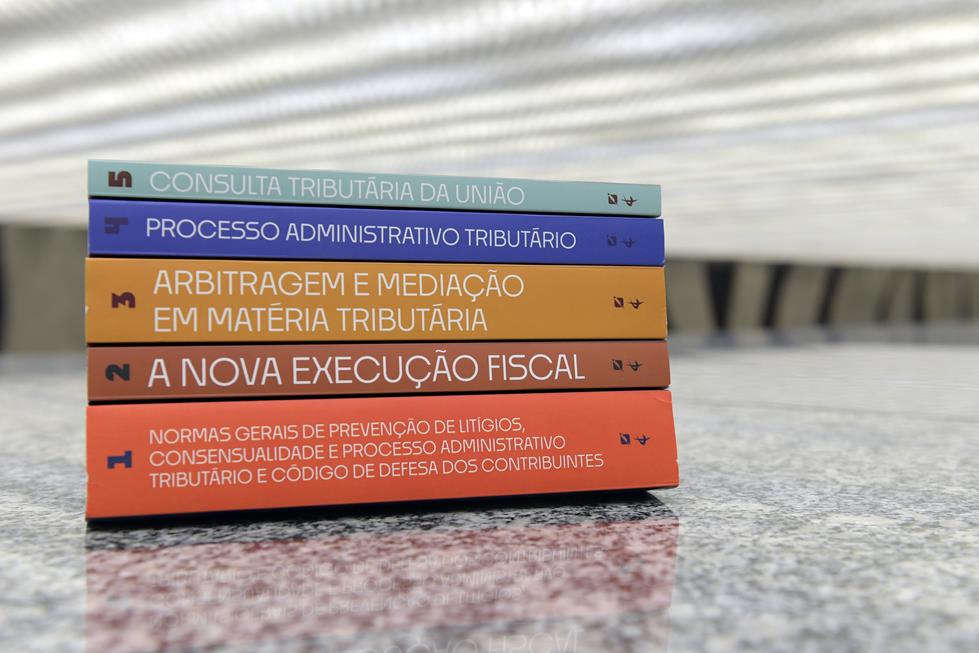 5 CONSULTA TRIBUTÁRIA DA UNIÃO
4 PROCESSO ADMINISTRATIVO TRIBUTÁRIO
3 ARBITRAGEM E MEDIAÇÃO
EM MATÉRIA TRIBUTÁRIA
2 A NOVA EXECUÇÃO FISCAL
1 NORMAS GERAIS DE PREVENÇÃO DE LITÍGIOS,
CONSENSUALIDADE E PROCESSO ADMINISTRATIVO
TRIBUTÁRIO E CÓDIGO DE DEFESA DOS CONTRIBUINTES